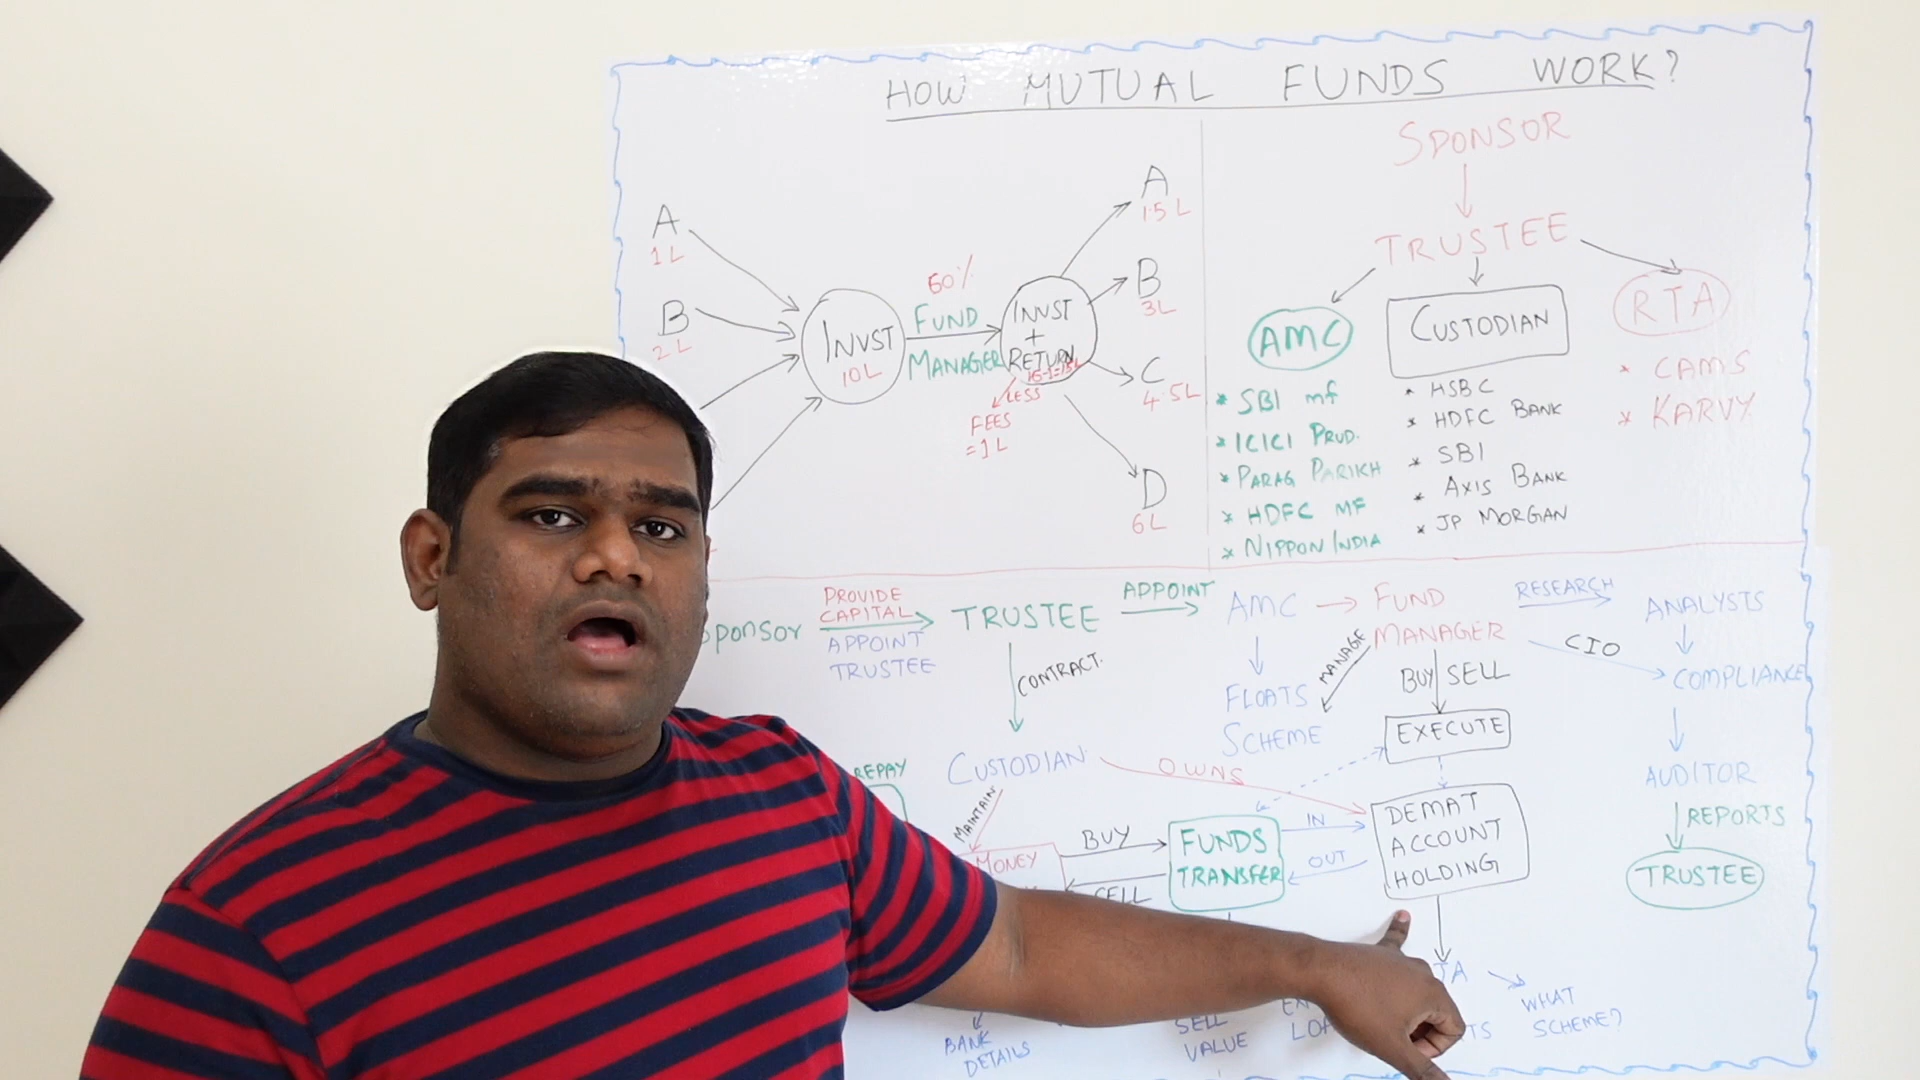 HOW MUTUAL FUNDS WORK?
A
1L
B
2L
INVST
10L
60%
FUND
MANAGER
INVST
+
RETURN
LESS
FEES
=1L
A
1.5L
B
3L
C
4.5L
D
6L
SPONSOR
TRUSTEE
AMC
* SBI mf
* ICICI PRUD.
* PARAG PARIKH
* HDFC MF
* NIPPON INDIA
CUSTODIAN
* HSBC
* HDFC BANK
* SBI
* AXIS BANK
* JP MORGAN
RTA
* CAMS
* KARVY
Sponsor
PROVIDE
CAPITAL
APPOINT
TRUSTEE
TRUSTEE
APPOINT
AMC
FUND
MANAGER
RESEARCH
ANALYSTS
CIO
COMPLIANCE
AUDITOR
REPORTS
TRUSTEE
CONTRACT.
FLOATS
SCHEME
MANAGE
BUY SELL
EXECUTE
REPAY
CUSTODIAN
OWNS
MAINTAIN
MONEY
BUY
SELL
FUNDS
TRANSFER
IN
OUT
DEMAT
ACCOUNT
HOLDING
WHAT
SCHEME?
BANK
DETAILS
SELL
VALUE